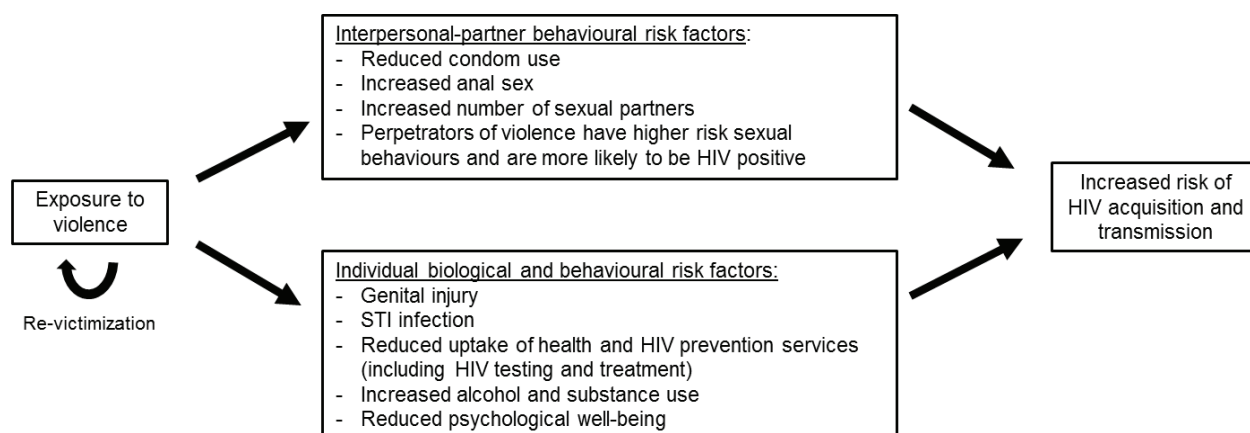 Interpersonal-partner behavioural risk factors:
- Reduced condom use
- Increased anal sex
- Increased number of sexual partners
- Perpetrators of violence have higher risk sexual
behaviours and are more likely to be HIV positive
Exposure to
violence
Re-victimization
Individual biological and behavioural risk factors:
- Genital injury
- STI infection
- Reduced uptake of health and HIV prevention services
(including HIV testing and treatment)
- Increased alcohol and substance use
- Reduced psychological well-being
Increased risk of
HIV acquisition and
transmission